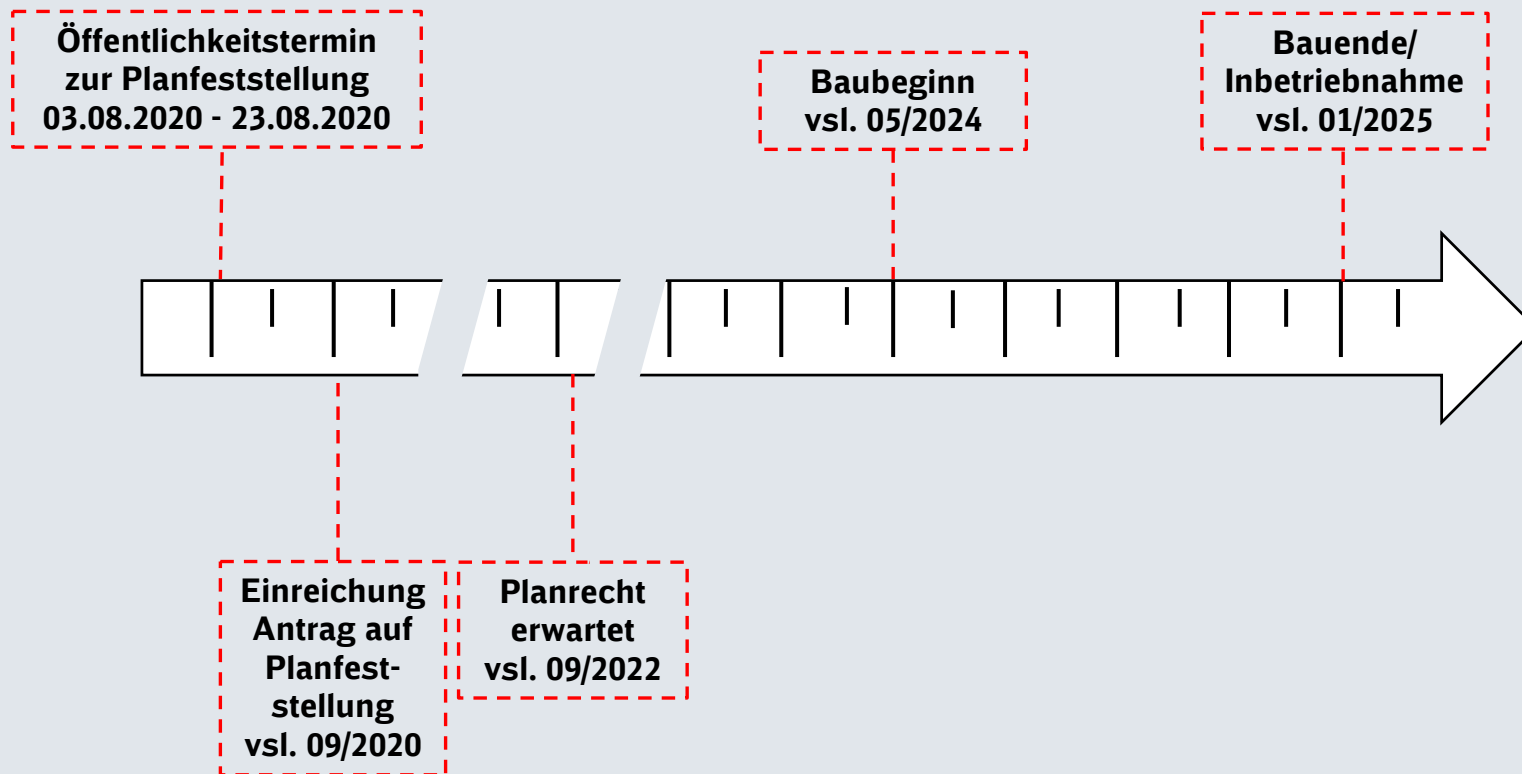 Öffentlichkeitstermin
zur Planfeststellung
03.08.2020 - 23.08.2020
Baubeginn
vsl. 05/2024
Bauende/
Inbetriebnahme
vsl. 01/2025
Einreichung
Antrag auf
Planfest-
stellung
vsl. 09/2020
Planrecht
erwartet
vsl. 09/2022